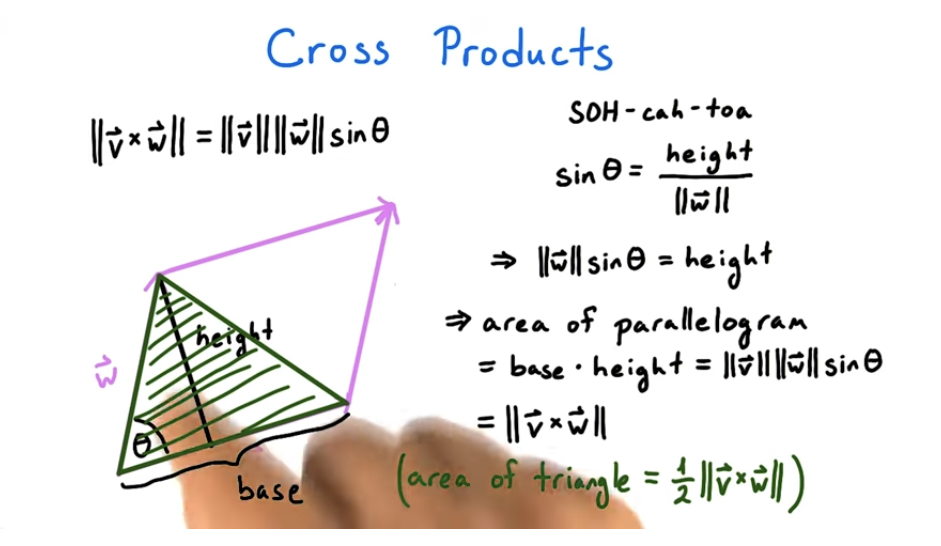 Cross Products
‖v⃗ × w⃗‖ = ‖v⃗‖ ‖w⃗‖ sin θ
SOH-cah-toa
sin θ = height / ‖w⃗‖
⇒ ‖w⃗‖ sin θ = height
⇒ area of parallelogram
= base · height = ‖v⃗‖ ‖w⃗‖ sin θ
= ‖v⃗ × w⃗‖
(area of triangle = 1/2 ‖v⃗ × w⃗‖)
height
w⃗
θ
base